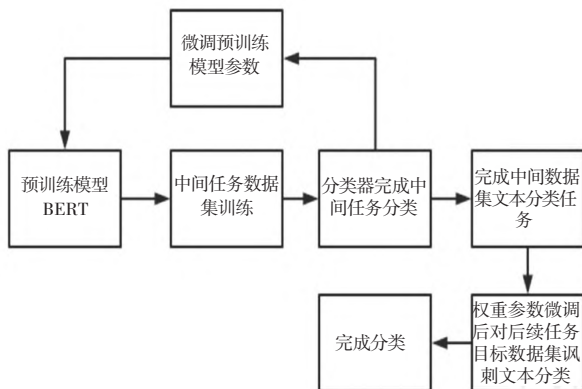 微调预训练
模型参数
预训练模型
BERT
中间任务数据
集训练
分类器完成中
间任务分类
完成中间数据
集文本分类任
务
完成分类
权重参数微调
后对后续任务
目标数据集讽
刺文本分类